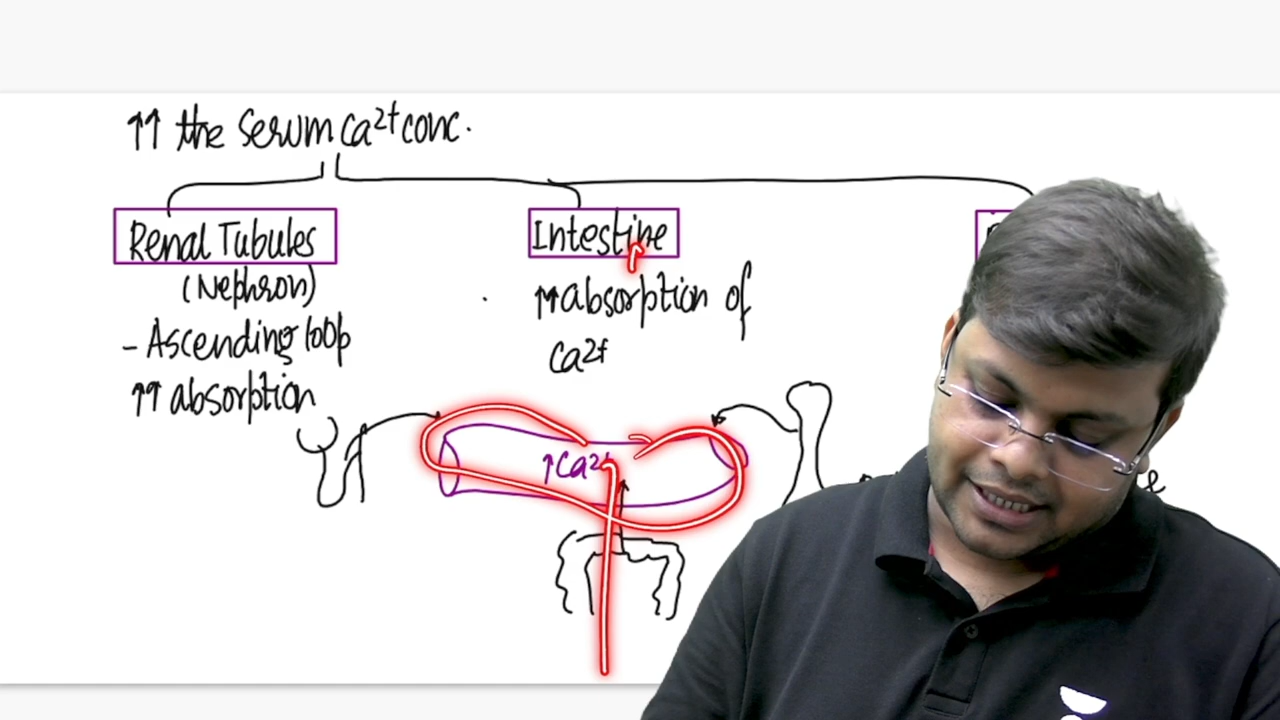 ↑↑ the Serum Ca2+ conc.
Renal Tubules
(Nephron)
- Ascending loop
↑↑ absorption
Intestine
↑↑ absorption of
Ca2+
↑Ca2+